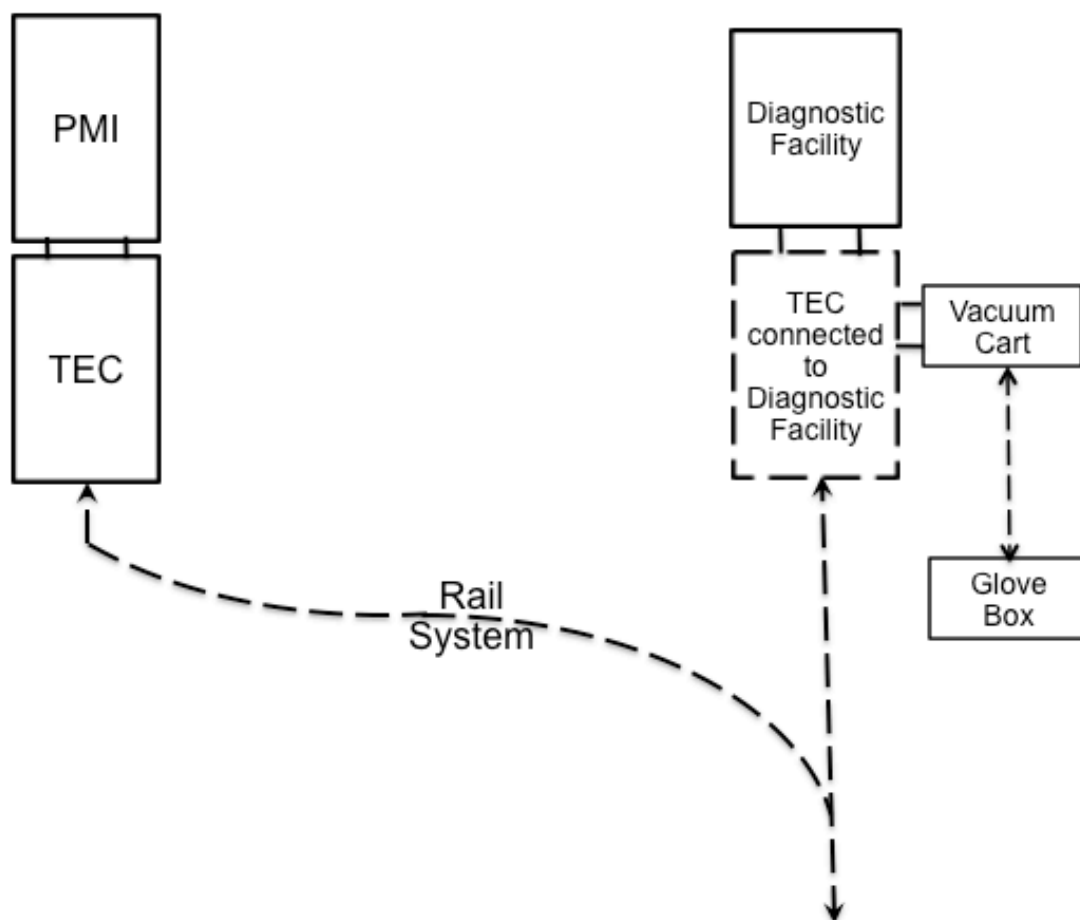 PMI
TEC
Diagnostic
Facility
TEC
connected
to
Diagnostic
Facility
Vacuum
Cart
Glove
Box
Rail
System